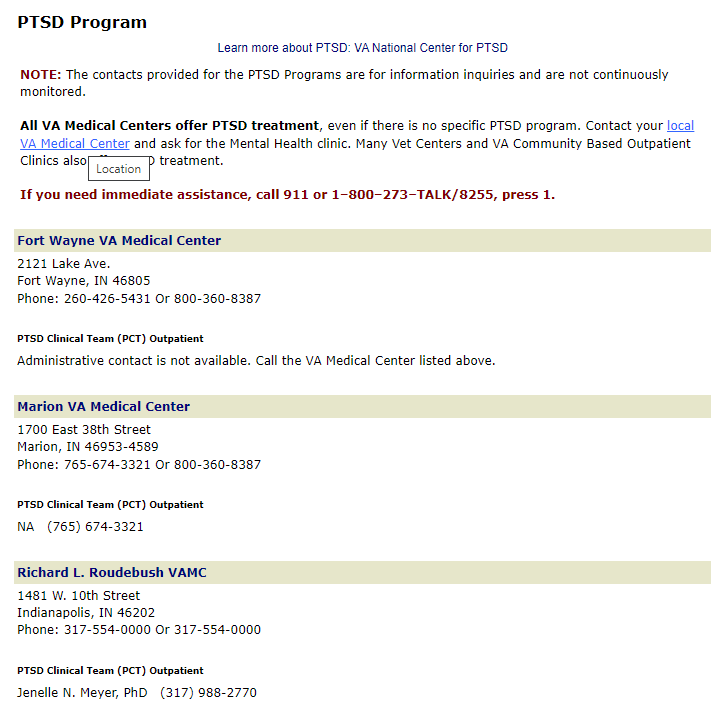 PTSD Program
Learn more about PTSD: VA National Center for PTSD
NOTE: The contacts provided for the PTSD Programs are for information inquiries and are not continuously
monitored.
All VA Medical Centers offer PTSD treatment, even if there is no specific PTSD program. Contact your local
VA Medical Center and ask for the Mental Health clinic. Many Vet Centers and VA Community Based Outpatient
Clinics also treatment.
Location
If you need immediate assistance, call 911 or 1–800–273–TALK/8255, press 1.
Fort Wayne VA Medical Center
2121 Lake Ave.
Fort Wayne, IN 46805
Phone: 260-426-5431 Or 800-360-8387
PTSD Clinical Team (PCT) Outpatient
Administrative contact is not available. Call the VA Medical Center listed above.
Marion VA Medical Center
1700 East 38th Street
Marion, IN 46953-4589
Phone: 765-674-3321 Or 800-360-8387
PTSD Clinical Team (PCT) Outpatient
NA (765) 674-3321
Richard L. Roudebush VAMC
1481 W. 10th Street
Indianapolis, IN 46202
Phone: 317-554-0000 Or 317-554-0000
PTSD Clinical Team (PCT) Outpatient
Jenelle N. Meyer, PhD (317) 988-2770